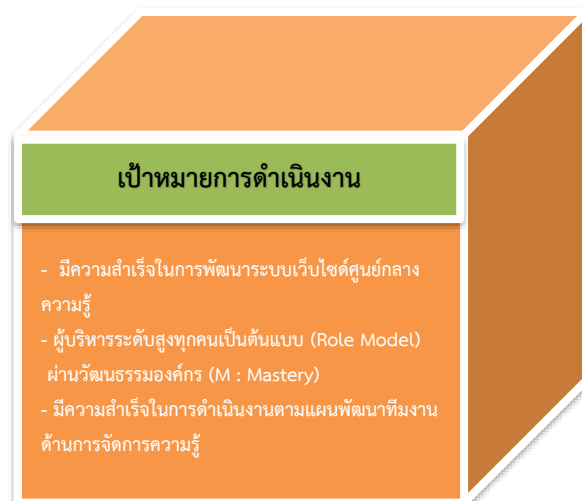 เป้าหมายการดำเนินงาน
- มีความสำเร็จในการพัฒนาระบบเว็บไซด์ศูนย์กลาง
ความรู้
- ผู้บริหารระดับสูงทุกคนเป็นต้นแบบ (Role Model)
ผ่านวัฒนธรรมองค์กร (M : Mastery)
- มีความสำเร็จในการดำเนินงานตามแผนพัฒนาทีมงาน
ด้านการจัดการความรู้